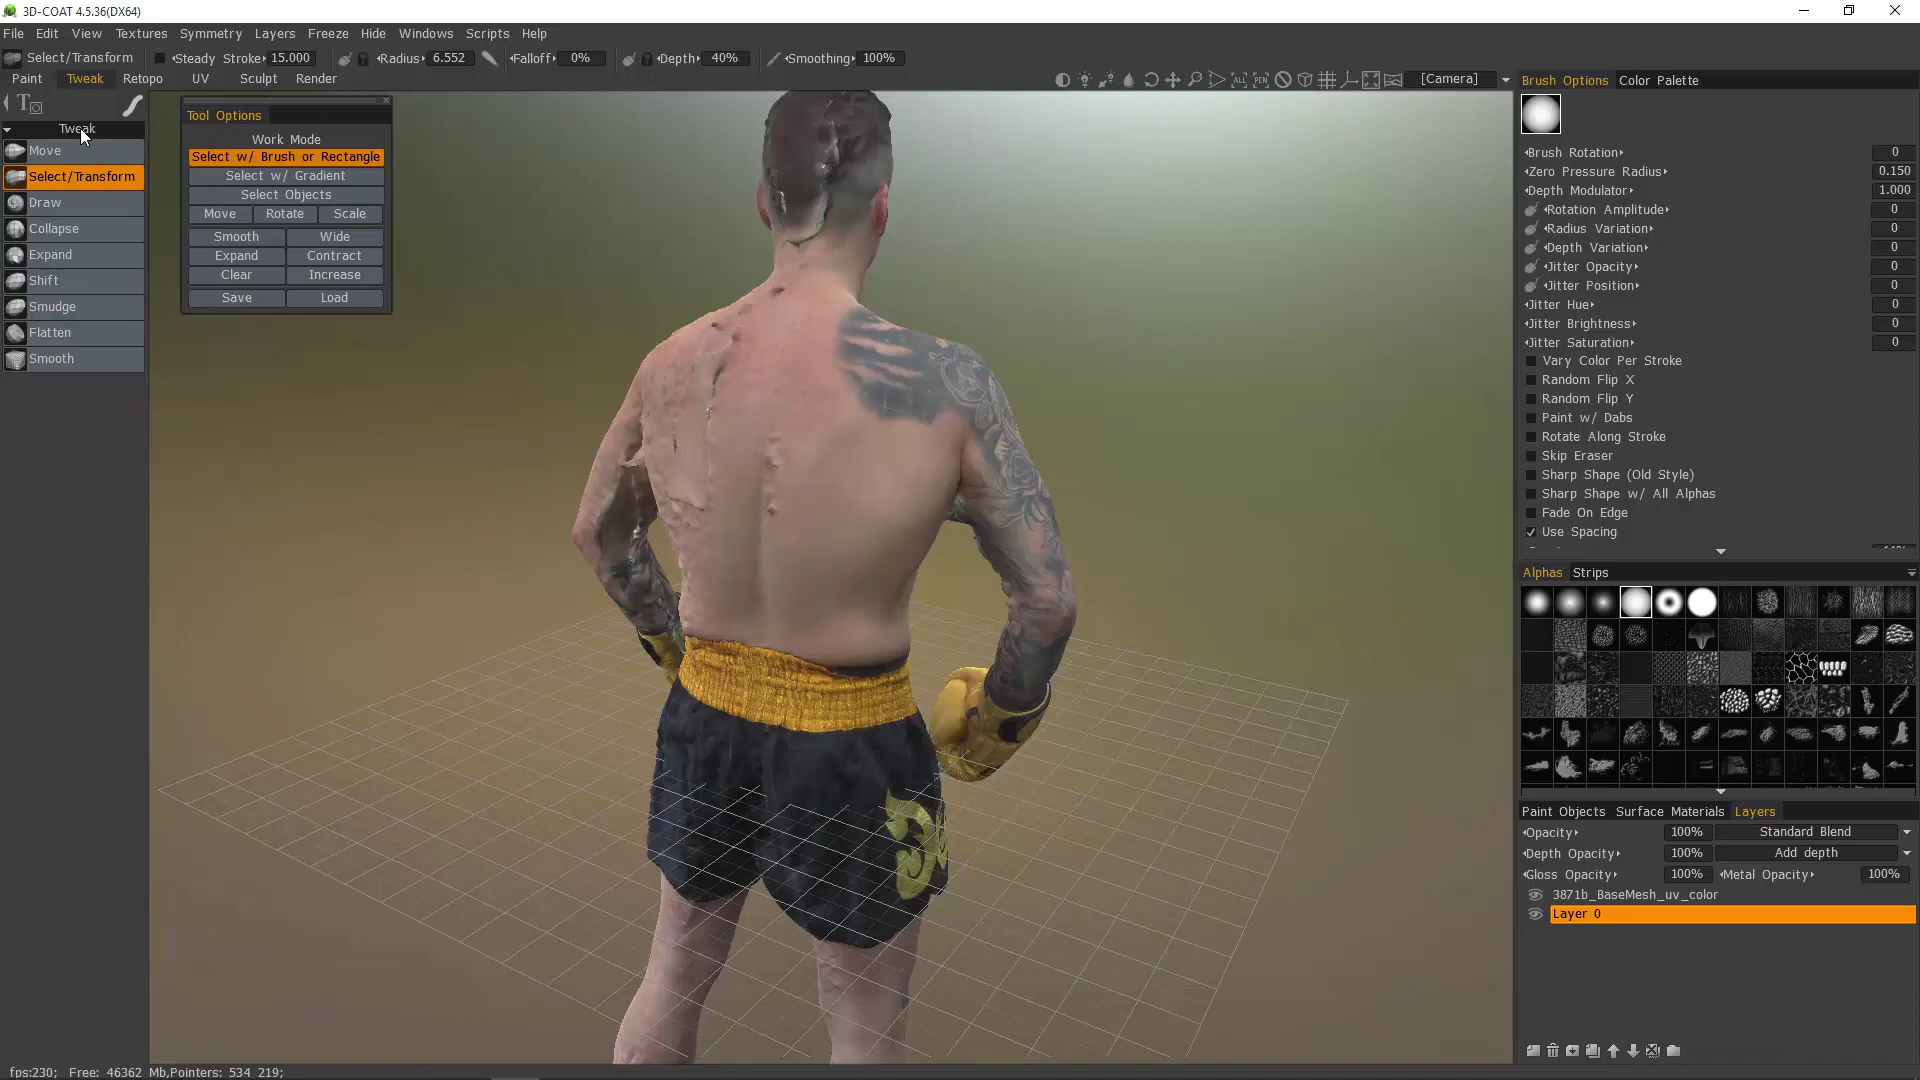 3D-COAT 4.5.36(DX64)
File Edit View Textures Symmetry Layers Freeze Hide Windows Scripts Help
Select/Transform Steady Stroke 15.000 Radius 6.552 Falloff 0% Depth 40% Smoothing 100%
Paint Tweak Retopo UV Sculpt Render
[Camera]
Tweak
Move
Select/Transform
Draw
Collapse
Expand
Shift
Smudge
Flatten
Smooth
Tool Options
Work Mode
Select w/ Brush or Rectangle
Select w/ Gradient
Select Objects
Move Rotate Scale
Smooth Wide
Expand Contract
Clear Increase
Save Load
ALL PEN
Brush Options Color Palette
Brush Rotation 0
Zero Pressure Radius 0.150
Depth Modulator 1.000
Rotation Amplitude 0
Radius Variation 0
Depth Variation 0
Jitter Opacity 0
Jitter Position 0
Jitter Hue 0
Jitter Brightness 0
Jitter Saturation 0
Vary Color Per Stroke
Random Flip X
Random Flip Y
Paint w/ Dabs
Rotate Along Stroke
Skip Eraser
Sharp Shape (Old Style)
Sharp Shape w/ All Alphas
Fade On Edge
Use Spacing
Alphas Strips
Paint Objects Surface Materials Layers
Opacity 100% Standard Blend
Depth Opacity 100% Add depth
Gloss Opacity 100% Metal Opacity 100%
3871b_BaseMesh_uv_color
Layer 0
fps:230; Free: 46362 Mb,Pointers: 534 219;